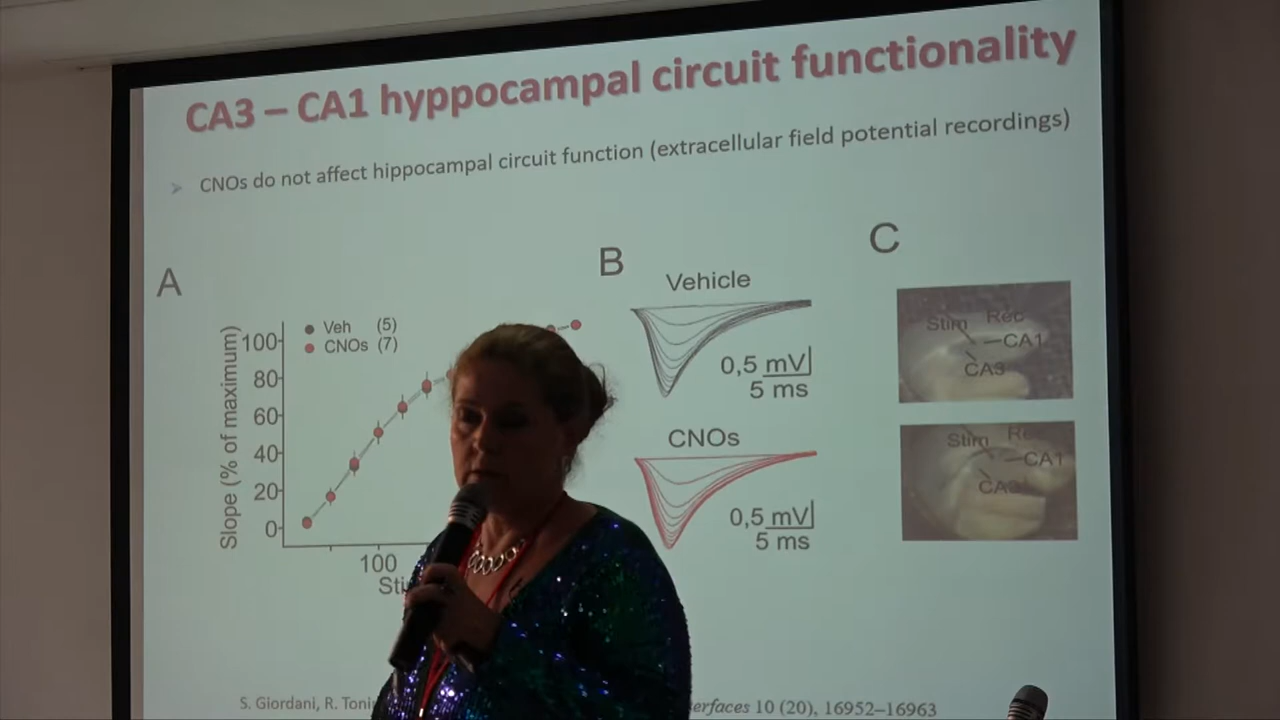 CA3 – CA1 hyppocampal circuit functionality
CNOs do not affect hippocampal circuit function (extracellular field potential recordings)
A
Slope (% of maximum)
100
80
60
40
20
0
Veh (5)
CNOs (7)
100
B
Vehicle
0,5 mV
5 ms
CNOs
0,5 mV
5 ms
C
Stim Rec
CA1
CA3
Stim
CA1
CA3
S. Giordani, R. Toni
erfaces 10 (20), 16952–16963